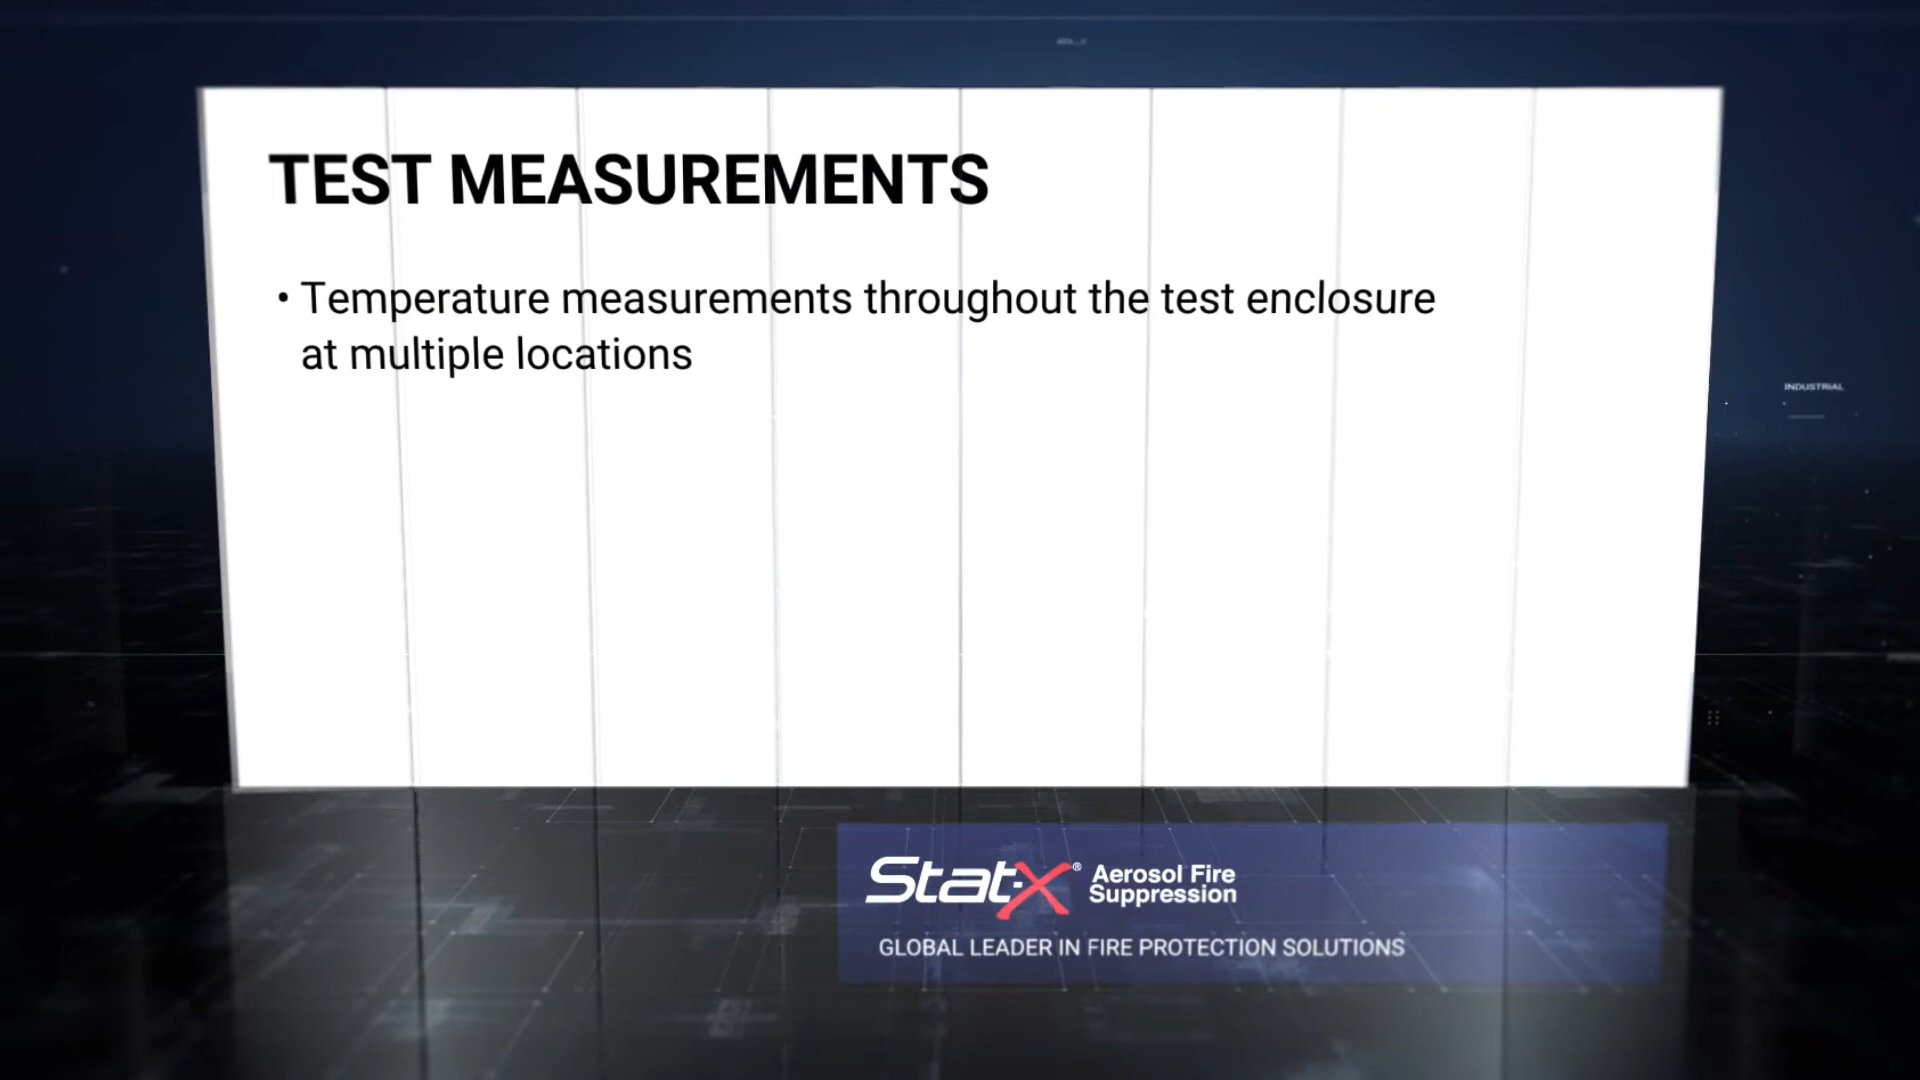 TEST MEASUREMENTS
• Temperature measurements throughout the test enclosure
at multiple locations
INDUSTRIAL
Stat-X® Aerosol Fire
Suppression
GLOBAL LEADER IN FIRE PROTECTION SOLUTIONS